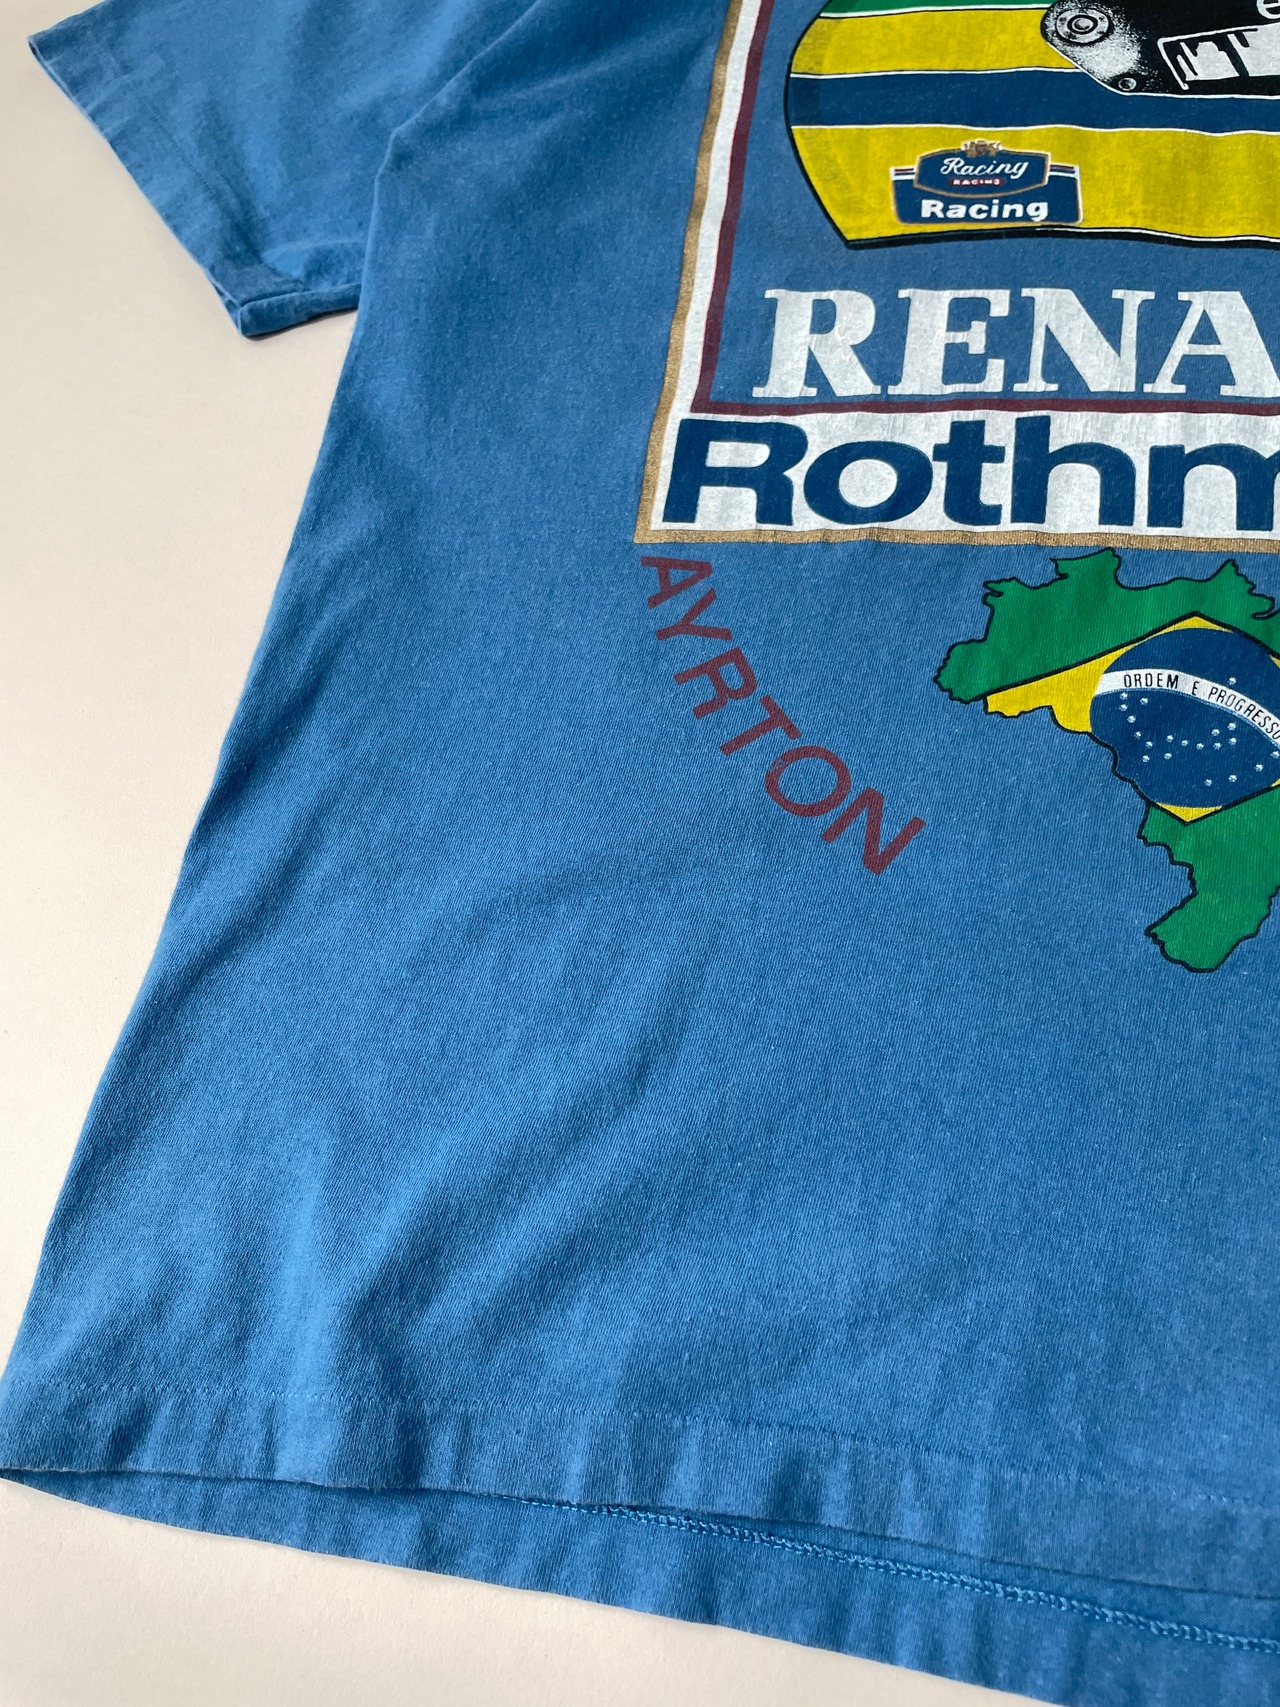 Racing
RACING
Racing
RENA
Rothm
AYRTON
ORDEM E PROGRESSO